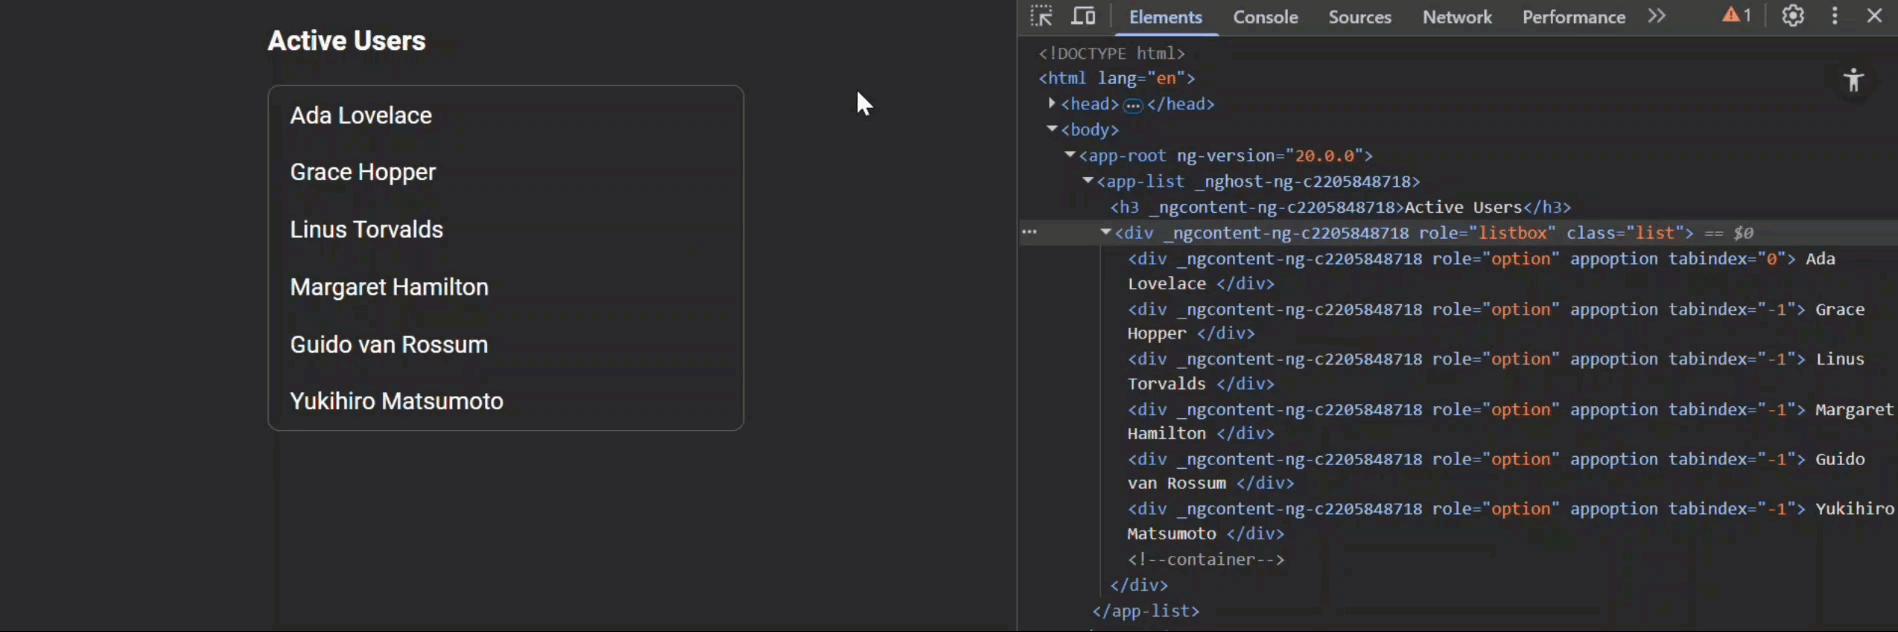 Active Users
Ada Lovelace
Grace Hopper
Linus Torvalds
Margaret Hamilton
Guido van Rossum
Yukihiro Matsumoto
Elements Console Sources Network Performance 1
<!DOCTYPE html>
<html lang="en">
<head> … </head>
<body>
<app-root ng-version="20.0.0">
<app-list _nghost-ng-c2205848718>
<h3 _ngcontent-ng-c2205848718>Active Users</h3>
<div _ngcontent-ng-c2205848718 role="listbox" class="list"> == $0
<div _ngcontent-ng-c2205848718 role="option" appoption tabindex="0"> Ada
Lovelace </div>
<div _ngcontent-ng-c2205848718 role="option" appoption tabindex="-1"> Grace
Hopper </div>
<div _ngcontent-ng-c2205848718 role="option" appoption tabindex="-1"> Linus
Torvalds </div>
<div _ngcontent-ng-c2205848718 role="option" appoption tabindex="-1"> Margaret
Hamilton </div>
<div _ngcontent-ng-c2205848718 role="option" appoption tabindex="-1"> Guido
van Rossum </div>
<div _ngcontent-ng-c2205848718 role="option" appoption tabindex="-1"> Yukihiro
Matsumoto </div>
<!--container-->
</div>
</app-list>